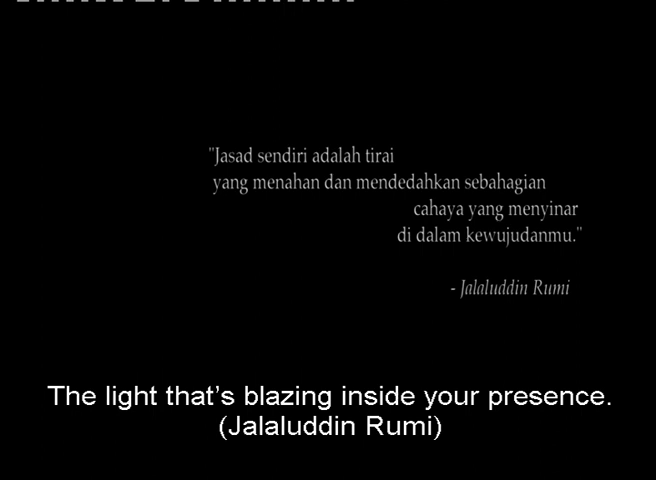 "Jasad sendiri adalah tirai
yang menahan dan mendedahkan sebahagian
cahaya yang menyinar
di dalam kewujudanmu."
- Jalaluddin Rumi
The light that’s blazing inside your presence.
(Jalaluddin Rumi)